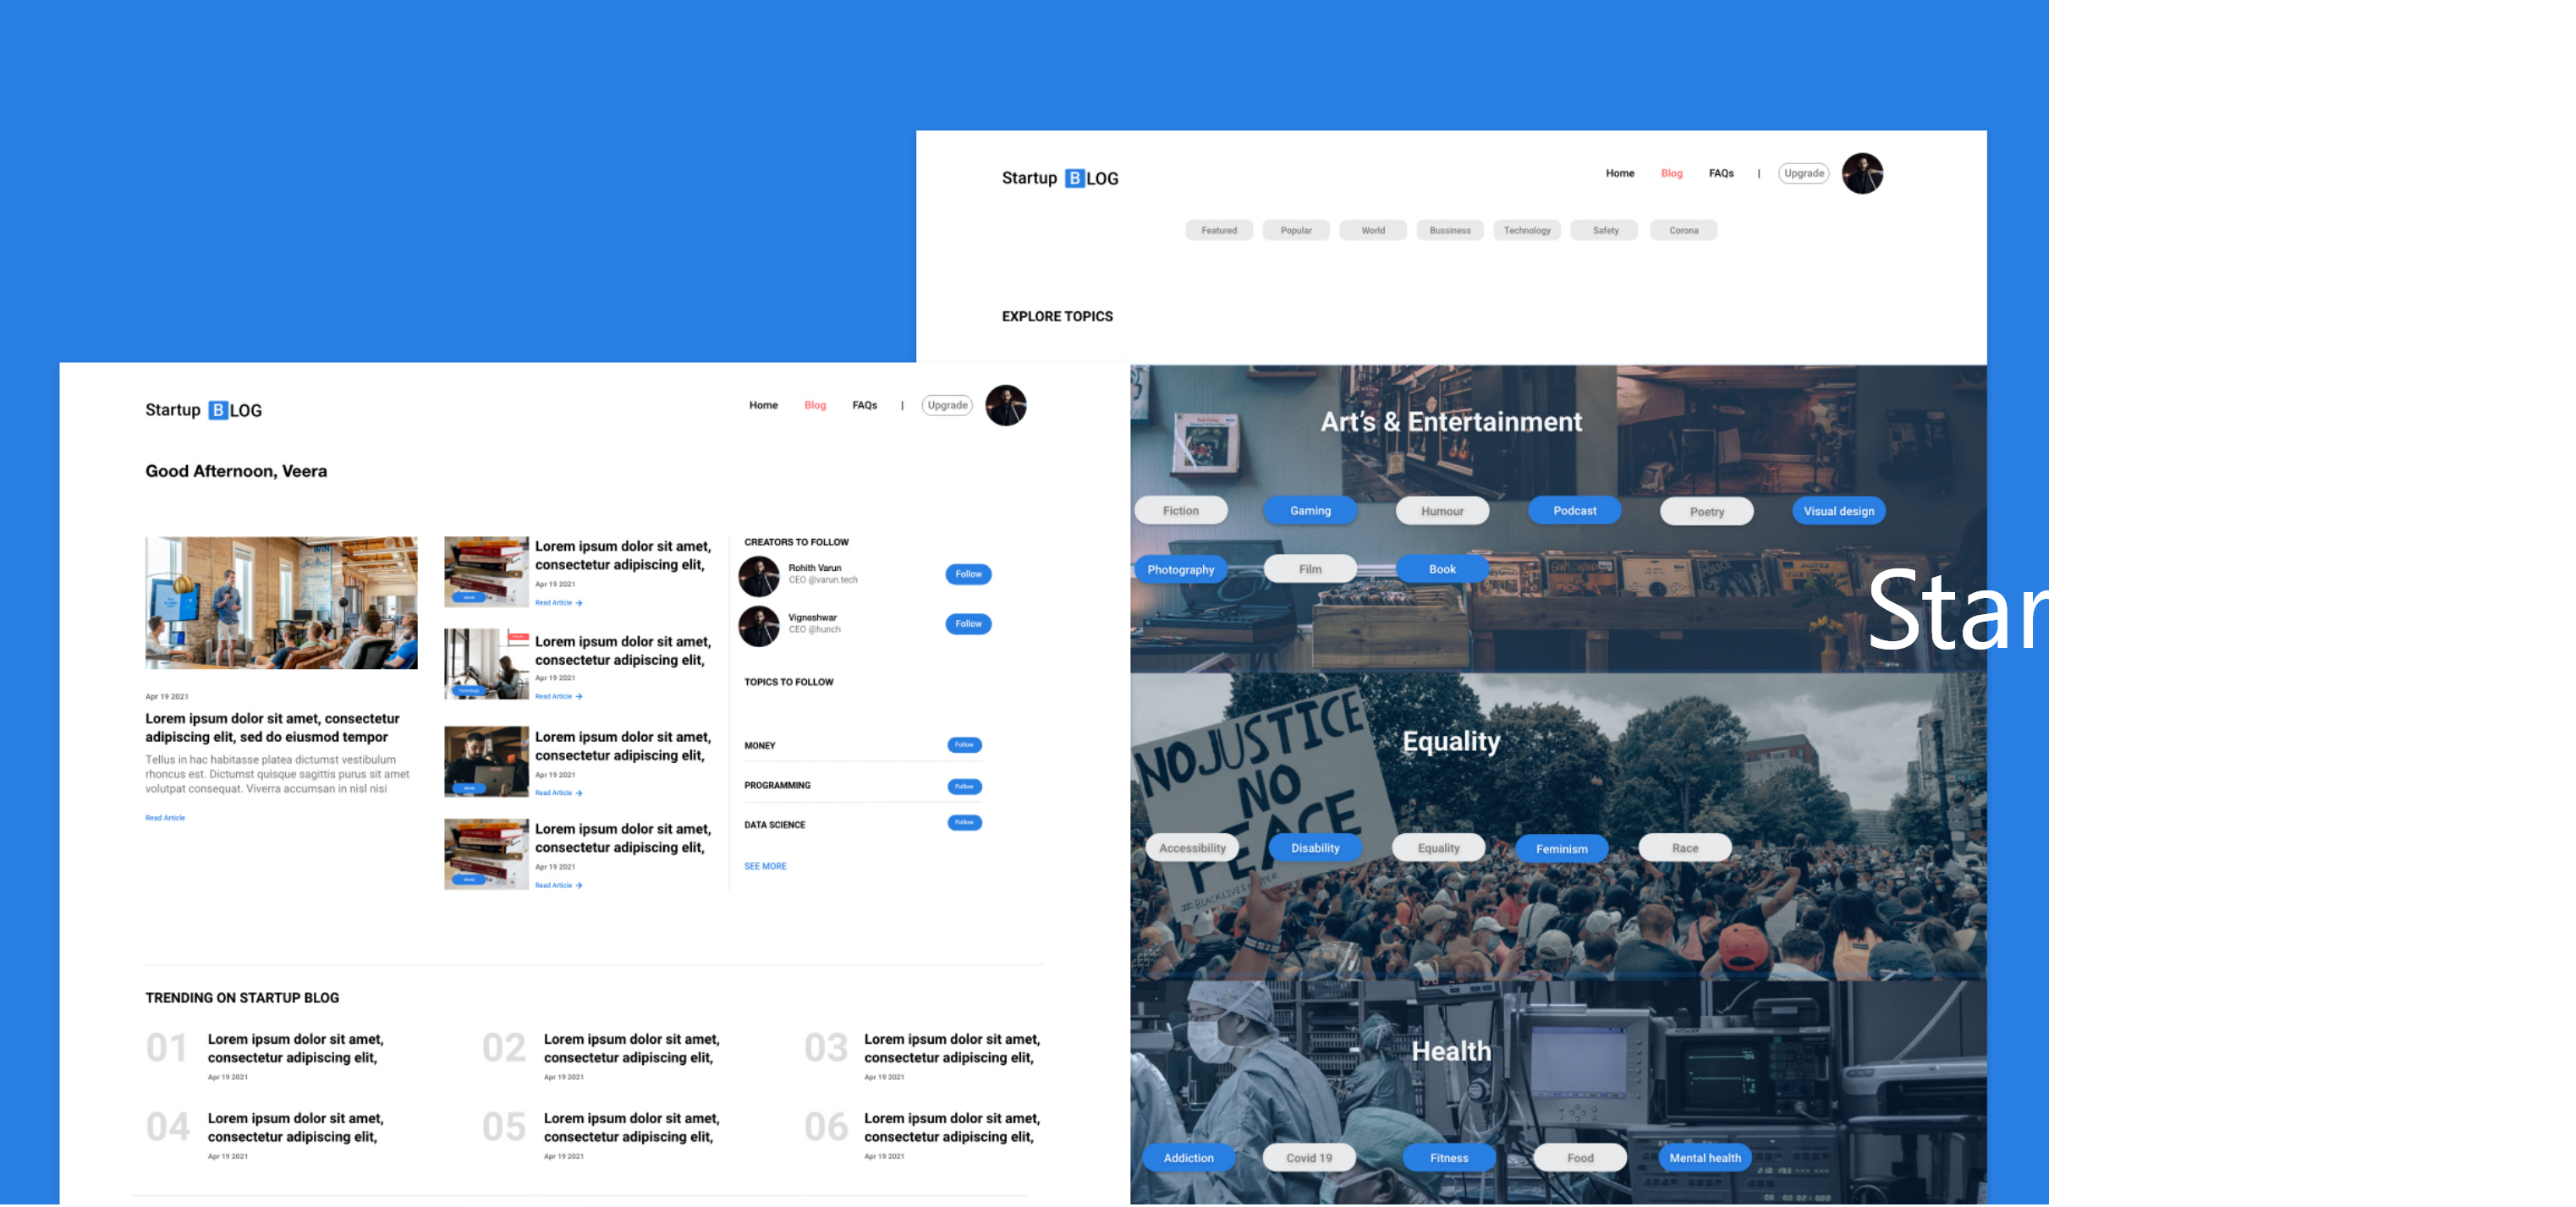 Startup BLOG
Home
Blog
FAQs
|
Upgrade
Featured
Popular
World
Bussiness
Technology
Safety
Corona
EXPLORE TOPICS
Art's & Entertainment
Fiction
Gaming
Humour
Podcast
Poetry
Visual design
Photography
Film
Book
Star
NO JUSTICE
NO
PEACE
#BLACKLIVESMATTER
Equality
Accessibility
Disability
Equality
Feminism
Race
Health
Addiction
Covid 19
Fitness
Food
Mental health
Startup BLOG
Home
Blog
FAQs
|
Upgrade
Good Afternoon, Veera
Apr 19 2021
Lorem ipsum dolor sit amet, consectetur
adipiscing elit, sed do eiusmod tempor
Tellus in hac habitasse platea dictumst vestibulum
rhoncus est. Dictumst quisque sagittis purus sit amet
volutpat consequat. Viverra accumsan in nisl nisi
Read Article
World
Lorem ipsum dolor sit amet,
consectetur adipiscing elit,
Apr 19 2021
Read Article →
Technology
Lorem ipsum dolor sit amet,
consectetur adipiscing elit,
Apr 19 2021
Read Article →
World
Lorem ipsum dolor sit amet,
consectetur adipiscing elit,
Apr 19 2021
Read Article →
World
Lorem ipsum dolor sit amet,
consectetur adipiscing elit,
Apr 19 2021
Read Article →
CREATORS TO FOLLOW
Rohith Varun
CEO @varun.tech
Follow
Vigneshwar
CEO @hunch
Follow
TOPICS TO FOLLOW
MONEY
Follow
PROGRAMMING
Follow
DATA SCIENCE
Follow
SEE MORE
TRENDING ON STARTUP BLOG
01
Lorem ipsum dolor sit amet,
consectetur adipiscing elit,
Apr 19 2021
02
Lorem ipsum dolor sit amet,
consectetur adipiscing elit,
Apr 19 2021
03
Lorem ipsum dolor sit amet,
consectetur adipiscing elit,
Apr 19 2021
04
Lorem ipsum dolor sit amet,
consectetur adipiscing elit,
Apr 19 2021
05
Lorem ipsum dolor sit amet,
consectetur adipiscing elit,
Apr 19 2021
06
Lorem ipsum dolor sit amet,
consectetur adipiscing elit,
Apr 19 2021